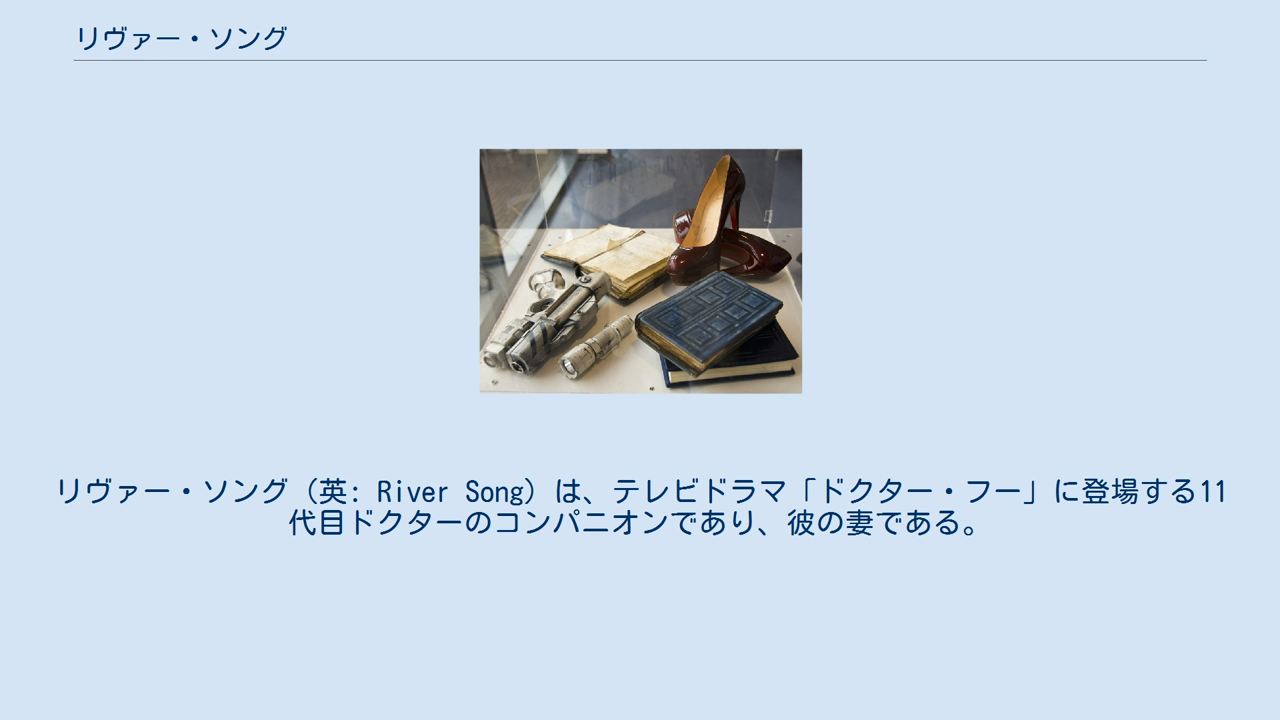 リヴァー・ソング
リヴァー・ソング（英: River Song）は、テレビドラマ「ドクター・フー」に登場する11
代目ドクターのコンパニオンであり、彼の妻である。